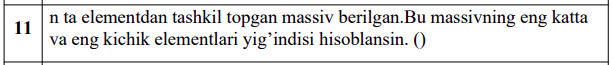 11
n ta elementdan tashkil topgan massiv berilgan.Bu massivning eng katta
va eng kichik elementlari yig’indisi hisoblansin. ()